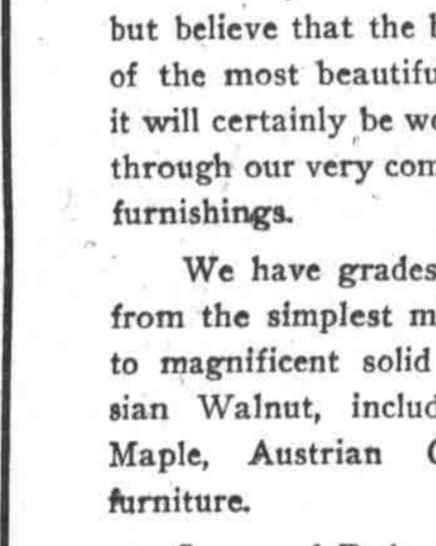 but believe that the
of the most beautifu
it will certainly be w
through our very com
furnishings.
We have grades
from the simplest m
to magnificent solid
sian Walnut, includ
Maple, Austrian
furniture.